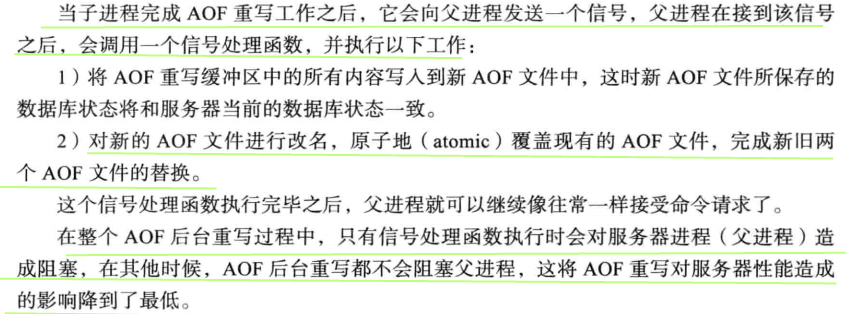 当子进程完成 AOF 重写工作之后，它会向父进程发送一个信号，父进程在接到该信号
之后，会调用一个信号处理函数，并执行以下工作：
1）将 AOF 重写缓冲区中的所有内容写入到新 AOF 文件中，这时新 AOF 文件所保存的
数据库状态将和服务器当前的数据库状态一致。
2）对新的 AOF 文件进行改名，原子地（atomic）覆盖现有的 AOF 文件，完成新旧两
个 AOF 文件的替换。
这个信号处理函数执行完毕之后，父进程就可以继续像往常一样接受命令请求了。
在整个 AOF 后台重写过程中，只有信号处理函数执行时会对服务器进程（父进程）造
成阻塞，在其他时候，AOF 后台重写都不会阻塞父进程，这将 AOF 重写对服务器性能造成
的影响降到了最低。